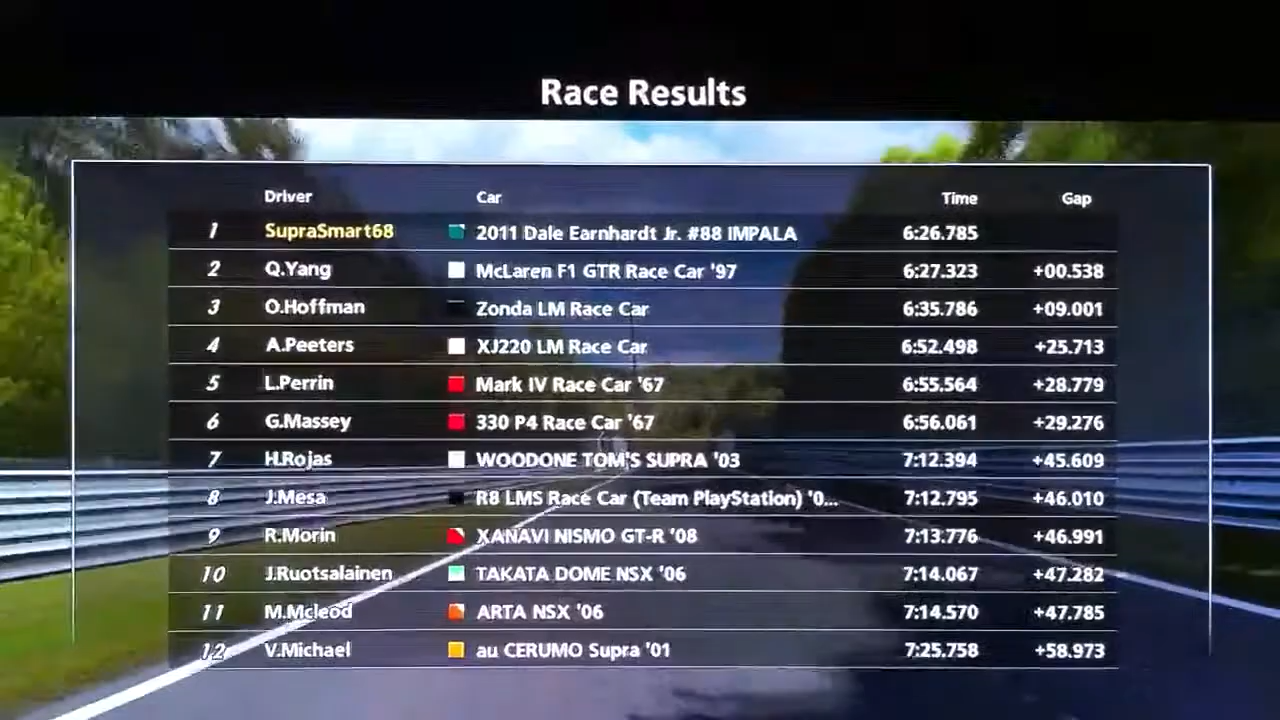 Race Results
Driver Car Time Gap
1 SupraSmart68 2011 Dale Earnhardt Jr. #88 IMPALA 6:26.785
2 Q.Yang McLaren F1 GTR Race Car '97 6:27.323 +00.538
3 O.Hoffman Zonda LM Race Car 6:35.786 +09.001
4 A.Peeters XJ220 LM Race Car 6:52.498 +25.713
5 L.Perrin Mark IV Race Car '67 6:55.564 +28.779
6 G.Massey 330 P4 Race Car '67 6:56.061 +29.276
7 H.Rojas WOODONE TOM'S SUPRA '03 7:12.394 +45.609
8 J.Mesa R8 LMS Race Car (Team PlayStation) '0... 7:12.795 +46.010
9 R.Morin XANAVI NISMO GT-R '08 7:13.776 +46.991
10 J.Ruotsalainen TAKATA DOME NSX '06 7:14.067 +47.282
11 M.Mcleod ARTA NSX '06 7:14.570 +47.785
12 V.Michael au CERUMO Supra '01 7:25.758 +58.973